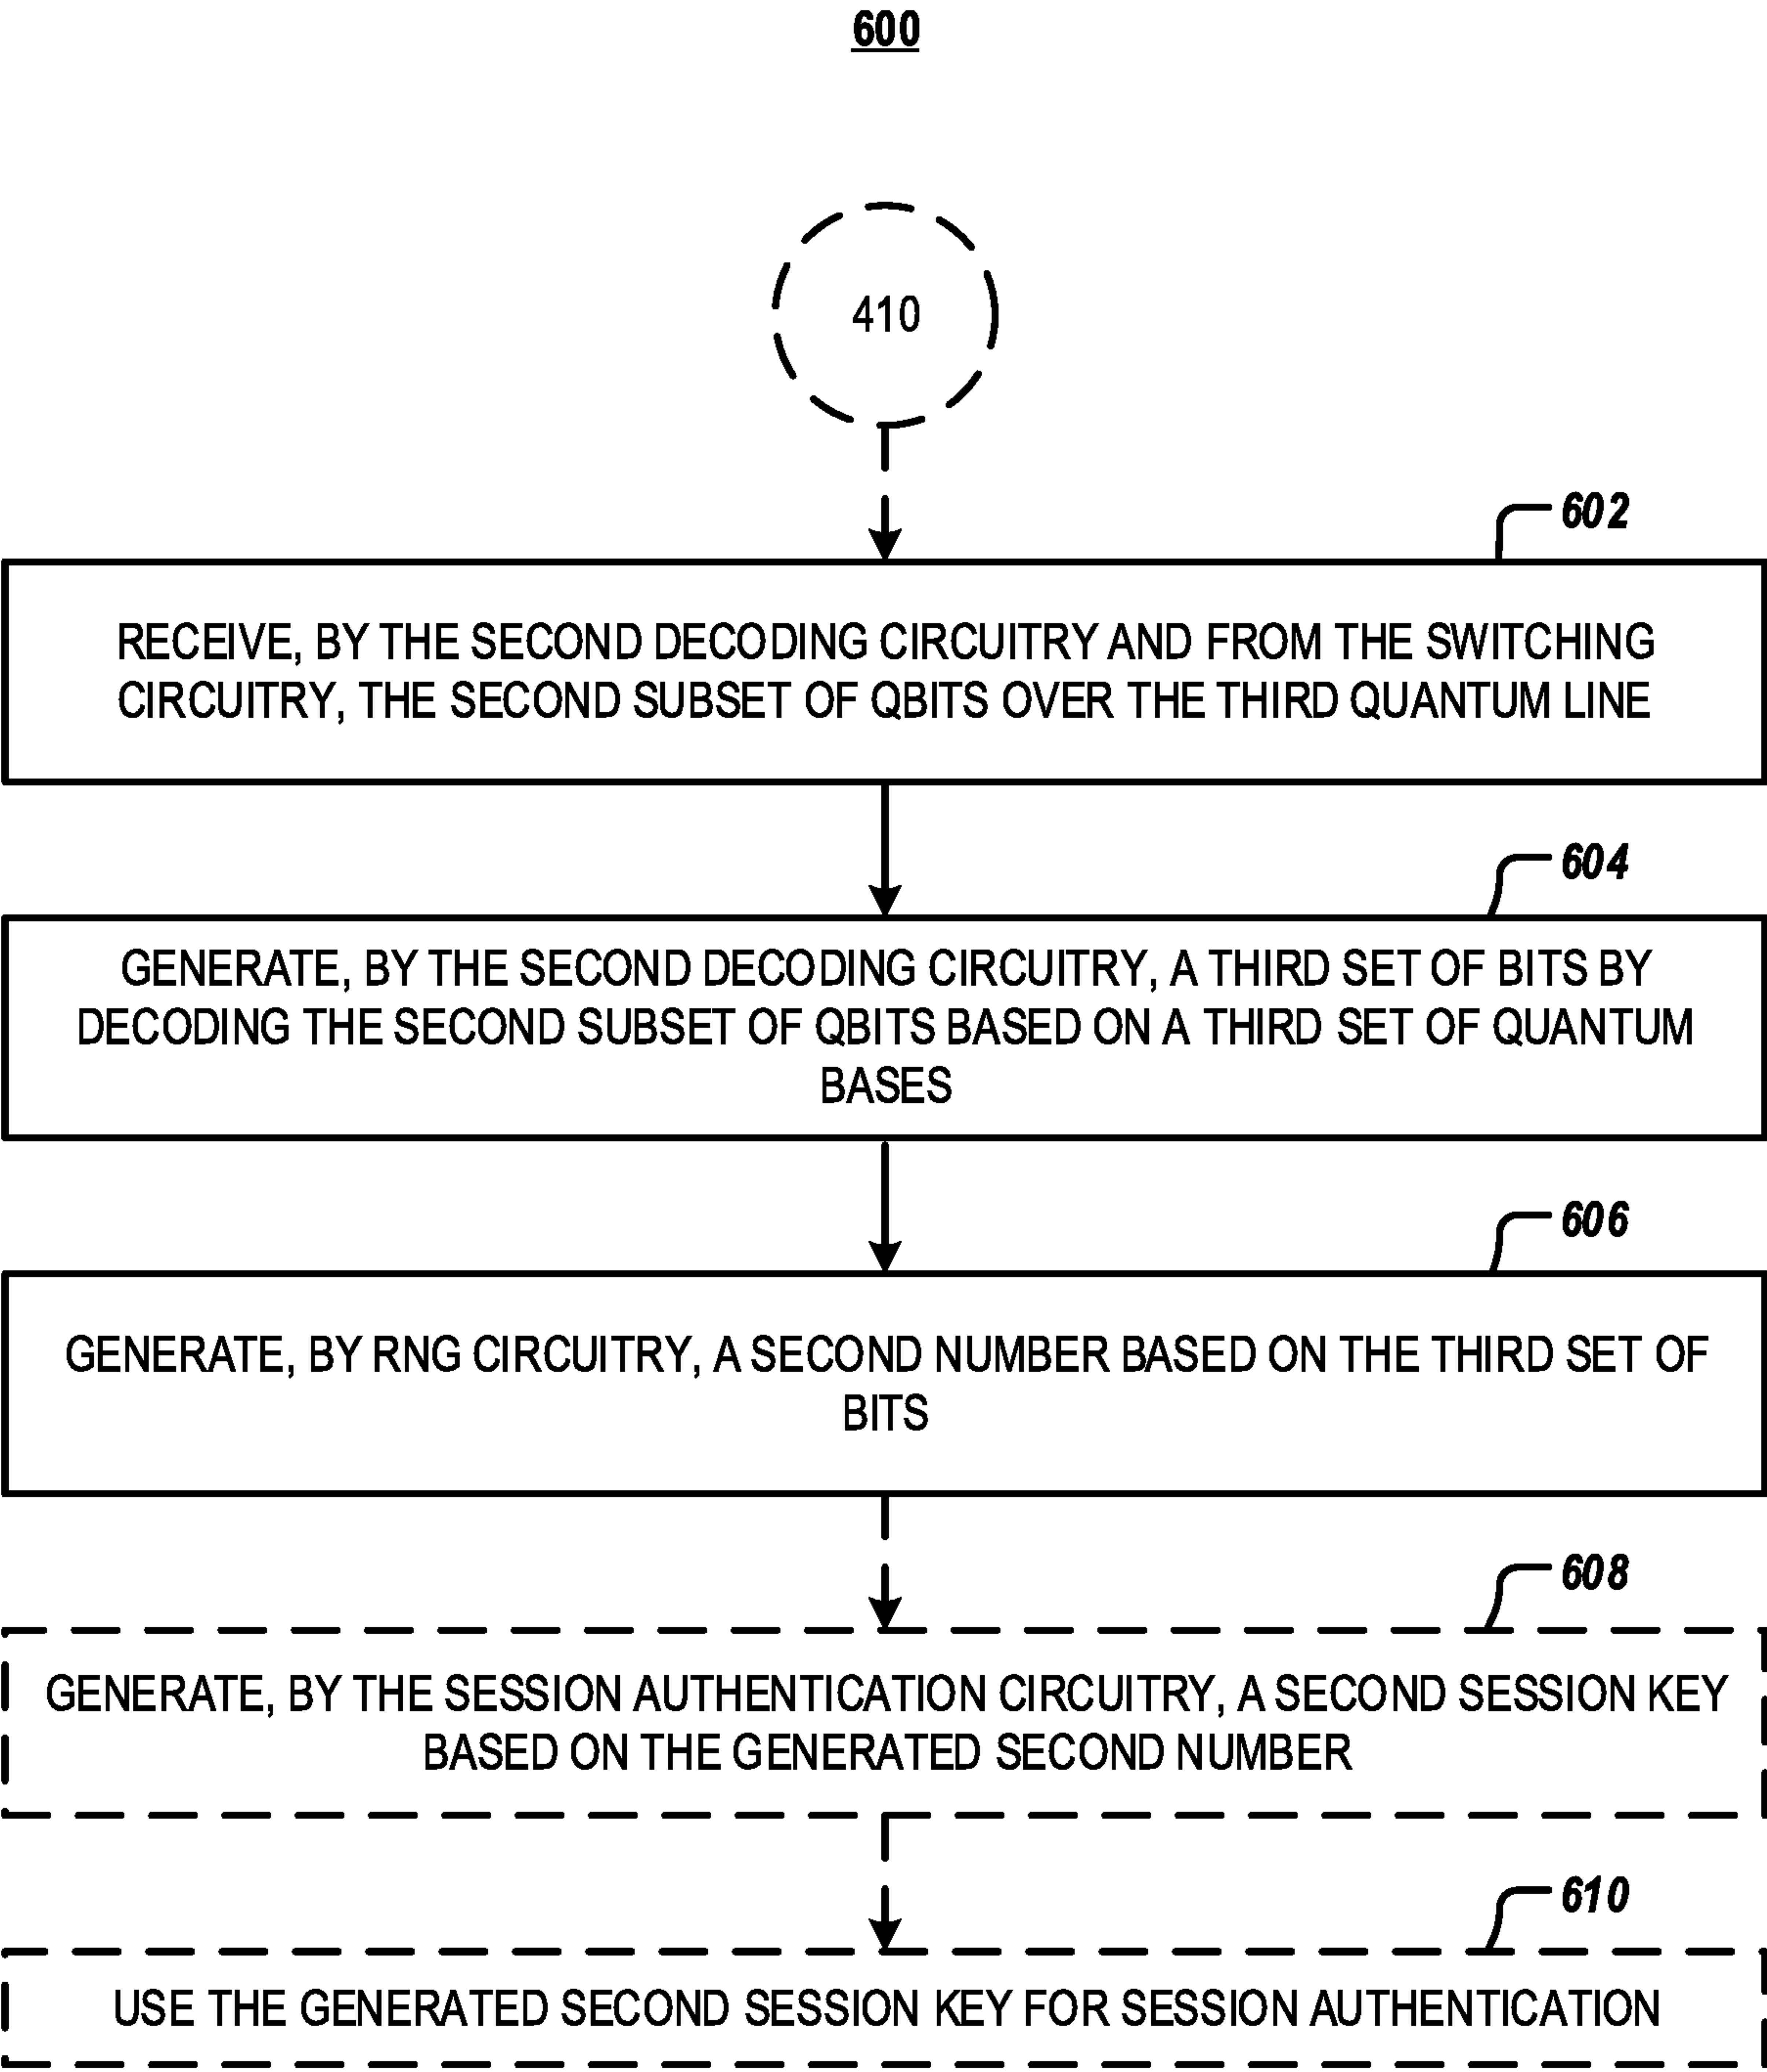 600
410
602
RECEIVE, BY THE SECOND DECODING CIRCUITRY AND FROM THE SWITCHING
CIRCUITRY, THE SECOND SUBSET OF QBITS OVER THE THIRD QUANTUM LINE
604
GENERATE, BY THE SECOND DECODING CIRCUITRY, A THIRD SET OF BITS BY
DECODING THE SECOND SUBSET OF QBITS BASED ON A THIRD SET OF QUANTUM
BASES
606
GENERATE, BY RNG CIRCUITRY, A SECOND NUMBER BASED ON THE THIRD SET OF
BITS
608
GENERATE, BY THE SESSION AUTHENTICATION CIRCUITRY, A SECOND SESSION KEY
BASED ON THE GENERATED SECOND NUMBER
610
USE THE GENERATED SECOND SESSION KEY FOR SESSION AUTHENTICATION